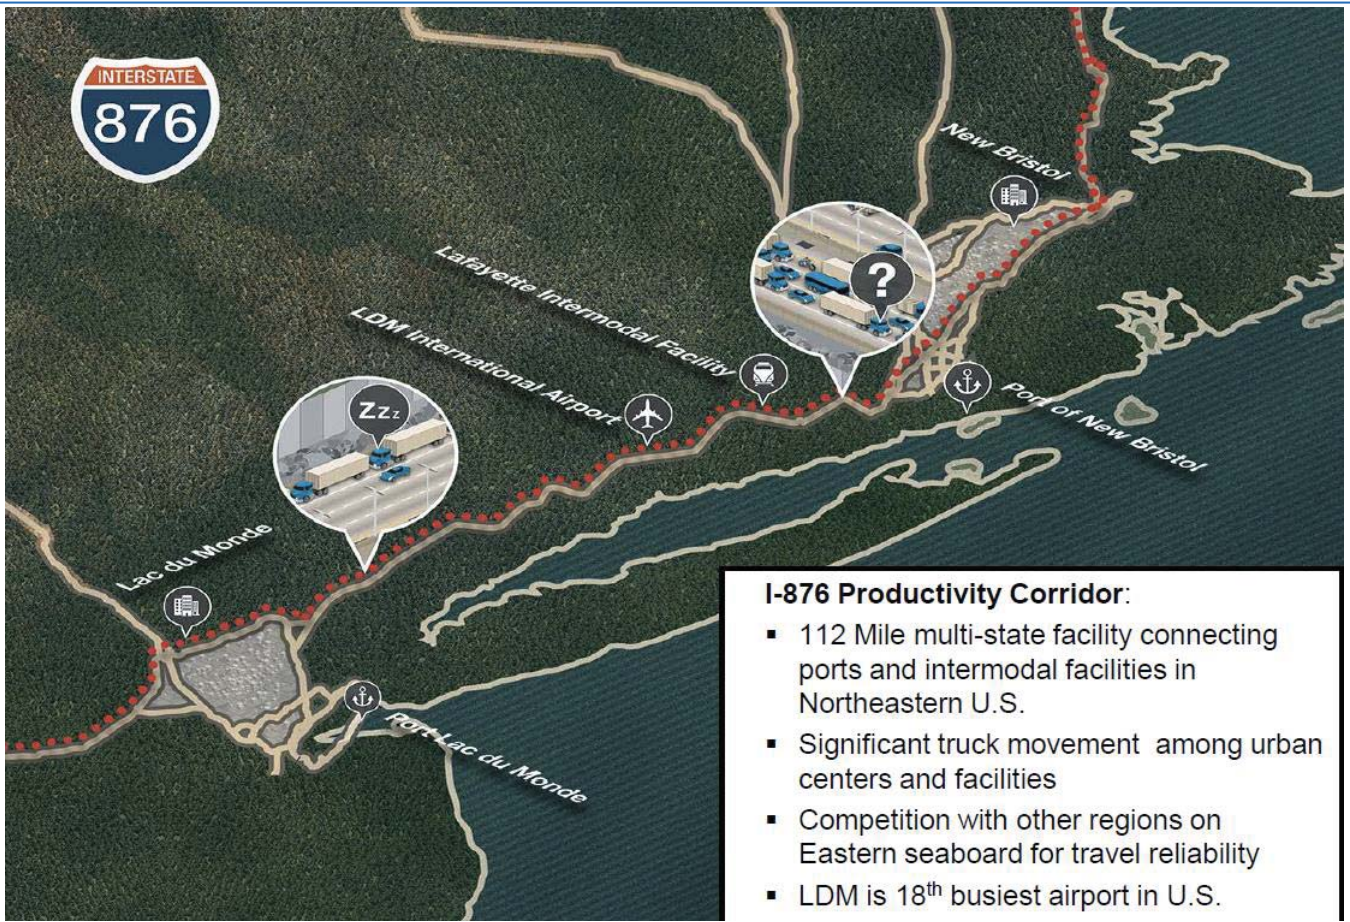 INTERSTATE
876
New Bristol
Lafayette Intermodal Facility
?
LDM International Airport
Port of New Bristol
Zzz
Lac du Monde
Port Lac du Monde
I-876 Productivity Corridor:
▪ 112 Mile multi-state facility connecting
ports and intermodal facilities in
Northeastern U.S.
▪ Significant truck movement among urban
centers and facilities
▪ Competition with other regions on
Eastern seaboard for travel reliability
▪ LDM is 18th busiest airport in U.S.